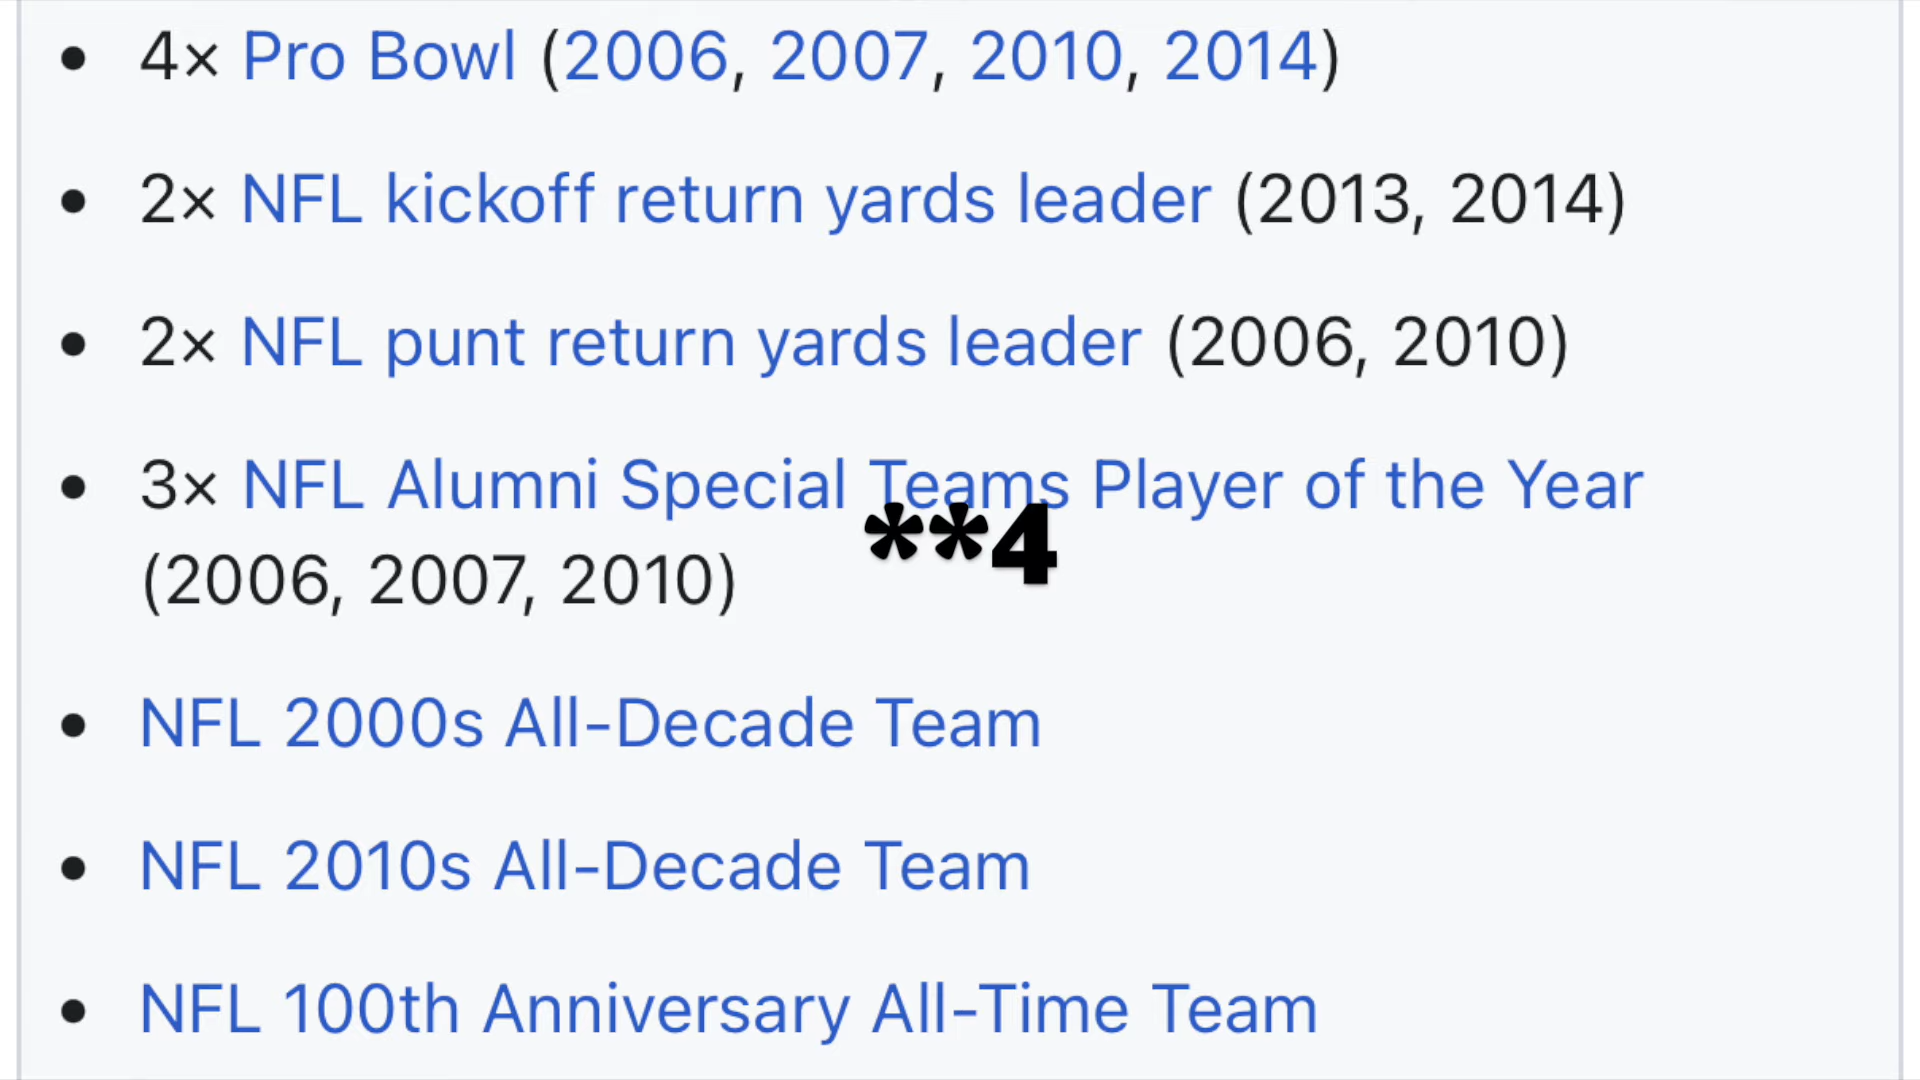 • 4× Pro Bowl (2006, 2007, 2010, 2014)
• 2× NFL kickoff return yards leader (2013, 2014)
• 2× NFL punt return yards leader (2006, 2010)
• 3× NFL Alumni Special Teams Player of the Year
**4
(2006, 2007, 2010)
• NFL 2000s All-Decade Team
• NFL 2010s All-Decade Team
• NFL 100th Anniversary All-Time Team